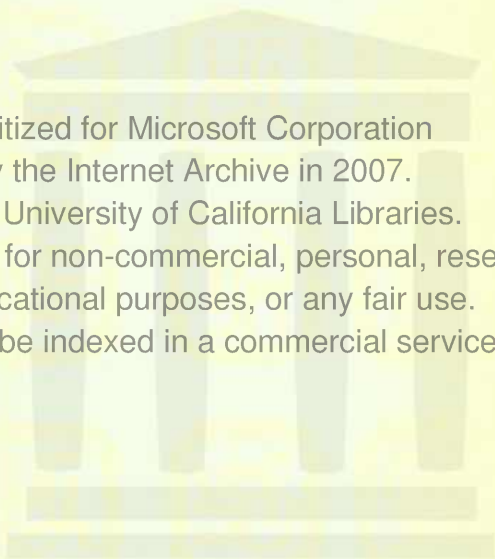 itized for Microsoft Corporation
the Internet Archive in 2007.
University of California Libraries.
for non-commercial, personal, rese
cational purposes, or any fair use.
be indexed in a commercial service